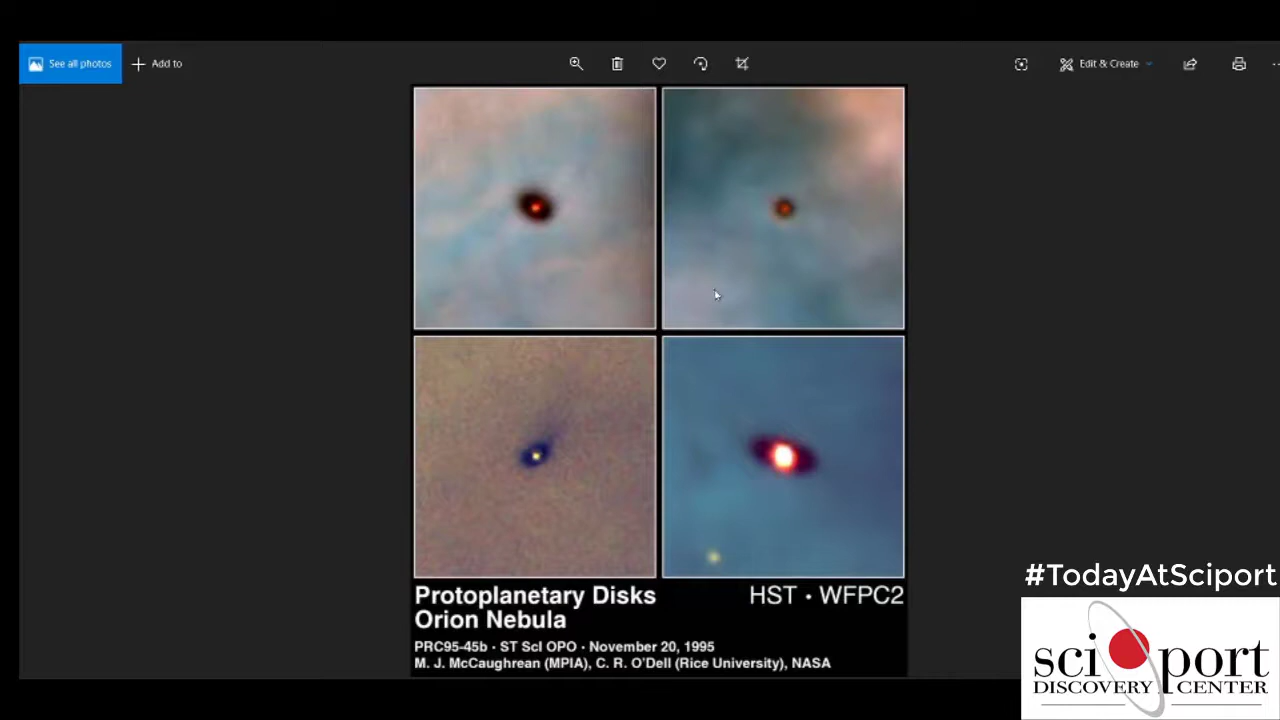 See all photos
Add to
Edit & Create
Protoplanetary Disks
Orion Nebula
HST • WFPC2
PRC95-45b • ST ScI OPO • November 20, 1995
M. J. McCaughrean (MPIA), C. R. O'Dell (Rice University), NASA
#TodayAtSciport
sci port
DISCOVERY CENTER